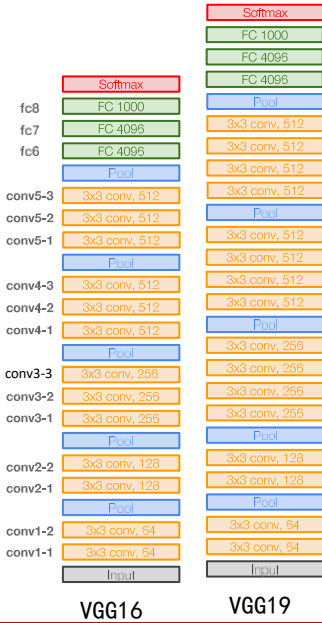 Softmax
fc8 FC 1000
fc7 FC 4096
fc6 FC 4096
Pool
conv5-3 3x3 conv, 512
conv5-2 3x3 conv, 512
conv5-1 3x3 conv, 512
Pool
conv4-3 3x3 conv, 512
conv4-2 3x3 conv, 512
conv4-1 3x3 conv, 512
Pool
conv3-3 3x3 conv, 256
conv3-2 3x3 conv, 256
conv3-1 3x3 conv, 256
Pool
conv2-2 3x3 conv, 128
conv2-1 3x3 conv, 128
Pool
conv1-2 3x3 conv, 64
conv1-1 3x3 conv, 64
Input
VGG16
Softmax
FC 1000
FC 4096
FC 4096
Pool
3x3 conv, 512
3x3 conv, 512
3x3 conv, 512
3x3 conv, 512
Pool
3x3 conv, 512
3x3 conv, 512
3x3 conv, 512
3x3 conv, 512
Pool
3x3 conv, 256
3x3 conv, 256
3x3 conv, 256
3x3 conv, 256
Pool
3x3 conv, 128
3x3 conv, 128
Pool
3x3 conv, 64
3x3 conv, 64
Input
VGG19